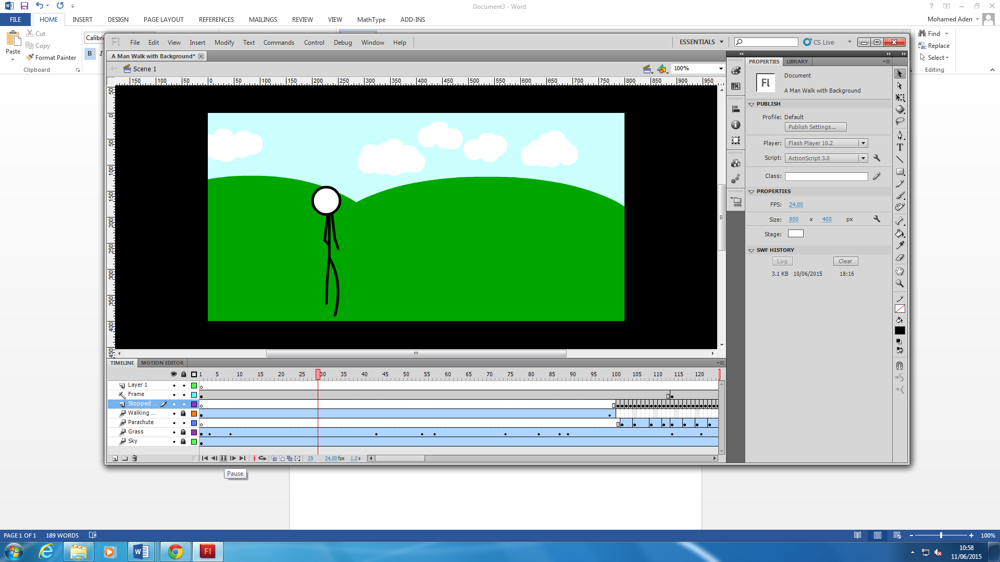 Document3 - Word
FILE HOME INSERT DESIGN PAGE LAYOUT REFERENCES MAILINGS REVIEW VIEW MathType ADD-INS
Mohamed Aden
Paste
Cut
Copy
Format Painter
Clipboard
Calibri
B I
Find
Replace
Select
Editing
Fl File Edit View Insert Modify Text Commands Control Debug Window Help
ESSENTIALS
CS Live
A Man Walk with Background*
Scene 1
100%
150 100 50 0 50 100 150 200 250 300 350 400 450 500 550 600 650 700 750 800 850 900 950
50
0
50
100
150
200
250
300
350
400
450
PROPERTIES LIBRARY
Fl
Document
A Man Walk with Background
PUBLISH
Profile: Default
Publish Settings...
Player: Flash Player 10.2
Script: ActionScript 3.0
Class:
PROPERTIES
FPS: 24.00
Size: 800 x 400 px
Stage:
SWF HISTORY
Log Clear
3.1 KB 10/06/2015 18:16
T
TIMELINE MOTION EDITOR
1 5 10 15 20 25 30 35 40 45 50 55 60 65 70 75 80 85 90 95 100 105 110 115 120
Layer 1
Frame
Stopped ...
Walking ...
Parachute
Grass
Sky
29 24.00 fps 1.2 s
Pause
PAGE 1 OF 1 189 WORDS
100%
Fl
10:58
11/06/2015